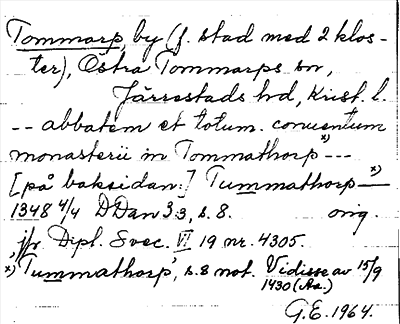 Tommarp, by (f. stad med 2 klos-
ter), Östra Tommarps sn,
Järrestads hd, Krist. l.
-- abbatem et totum. conuentum
monasterii in Tommathorp x) ---
[på baksidan:] Tummathorp x) —
1348 4/4 DDan 3:3, s. 8. orig.
jfr Dipl. Svec. VI 19 nr. 4305.
x) 'Tummathorp', s. 8 not. Vidisse av 15/9
1430 (Aa.)
G.E. 1964.